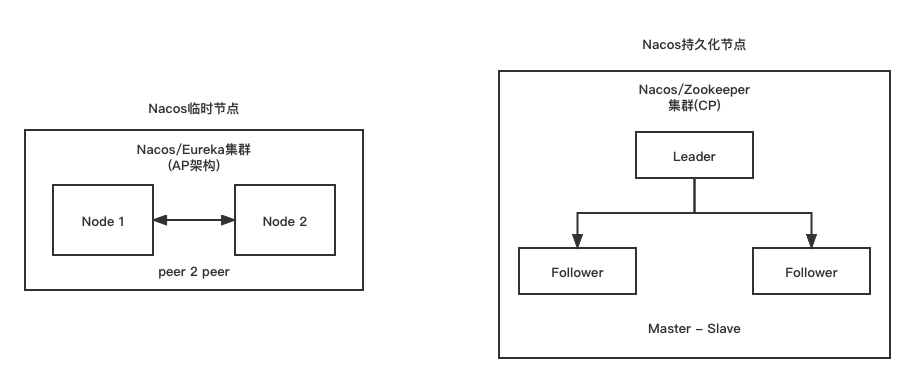 Nacos临时节点
Nacos/Eureka集群
(AP架构)
Node 1
Node 2
peer 2 peer
Nacos持久化节点
Nacos/Zookeeper
集群(CP)
Leader
Follower
Follower
Master – Slave